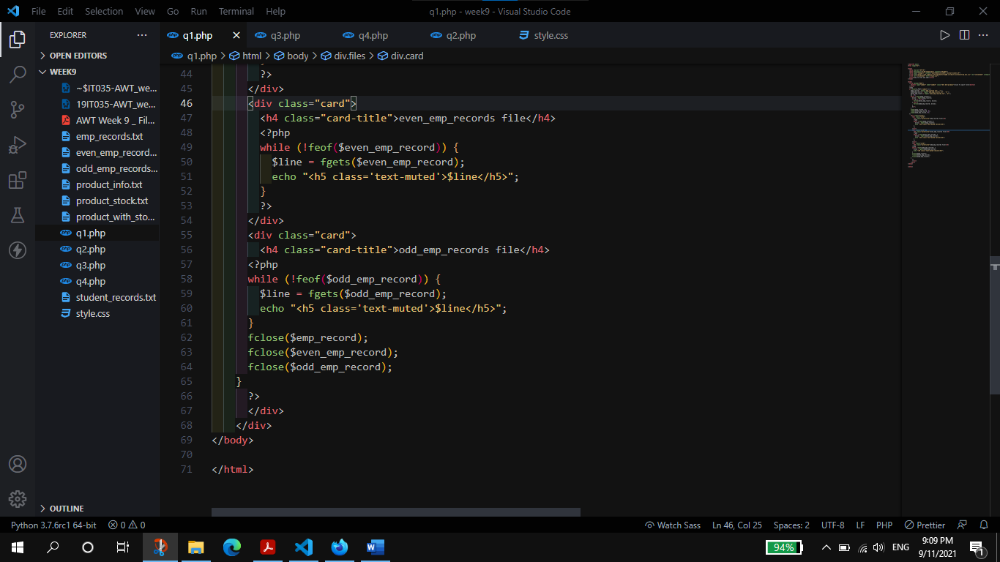 File Edit Selection View Go Run Terminal Help q1.php - week9 - Visual Studio Code
EXPLORER ··· q1.php q3.php q4.php q2.php style.css
OPEN EDITORS
q1.php > html > body > div.files > div.card
WEEK9
~$IT035-AWT_we...
19IT035-AWT_we...
AWT Week 9 _ Fil...
emp_records.txt
even_emp_record...
odd_emp_records...
product_info.txt
product_stock.txt
product_with_sto...
q1.php
q2.php
q3.php
q4.php
student_records.txt
style.css
OUTLINE
44 ?>
45 </div>
46 <div class="card">
47 <h4 class="card-title">even_emp_records file</h4>
48 <?php
49 while (!feof($even_emp_record)) {
50 $line = fgets($even_emp_record);
51 echo "<h5 class='text-muted'>$line</h5>";
52 }
53 ?>
54 </div>
55 <div class="card">
56 <h4 class="card-title">odd_emp_records file</h4>
57 <?php
58 while (!feof($odd_emp_record)) {
59 $line = fgets($odd_emp_record);
60 echo "<h5 class='text-muted'>$line</h5>";
61 }
62 fclose($emp_record);
63 fclose($even_emp_record);
64 fclose($odd_emp_record);
65 }
66 ?>
67 </div>
68 </div>
69 </body>
70
71 </html>
Python 3.7.6rc1 64-bit 0 0 Watch Sass Ln 46, Col 25 Spaces: 2 UTF-8 LF PHP Prettier
94% ENG 9:09 PM
9/11/2021 1